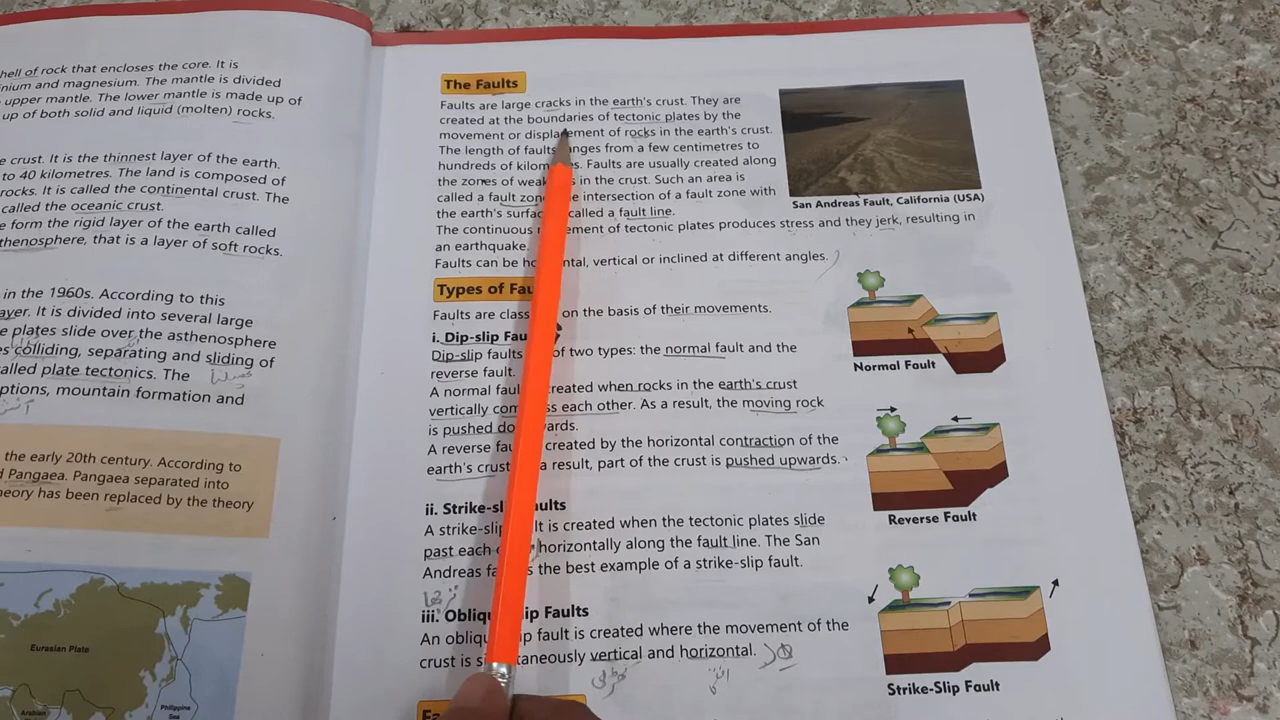 hell of rock that encloses the core. It is
nium and magnesium. The mantle is divided
upper mantle. The lower mantle is made up of
up of both solid and liquid (molten) rocks.
e crust. It is the thinnest layer of the earth.
to 40 kilometres. The land is composed of
rocks. It is called the continental crust. The
called the oceanic crust.
e form the rigid layer of the earth called
thenosphere, that is a layer of soft rocks.
in the 1960s. According to this
ayer. It is divided into several large
e plates slide over the asthenosphere
es colliding, separating and sliding of
alled plate tectonics. The
ptions, mountain formation and
the early 20th century. According to
d Pangaea. Pangaea separated into
heory has been replaced by the theory
Eurasian Plate
Arabian
Philippine
Sea
The Faults
Faults are large cracks in the earth's crust. They are
created at the boundaries of tectonic plates by the
movement or displacement of rocks in the earth's crust.
The length of faults anges from a few centimetres to
hundreds of kilom s. Faults are usually created along
the zones of weak s in the crust. Such an area is
called a fault zon e intersection of a fault zone with
the earth's surfac called a fault line.
The continuous ement of tectonic plates produces stress and they jerk, resulting in
an earthquake.
Faults can be ho ntal, vertical or inclined at different angles.
San Andreas Fault, California (USA)
Types of Fau
Faults are class on the basis of their movements.
i. Dip-slip Fau
Dip-slip faults of two types: the normal fault and the
reverse fault.
A normal faul created when rocks in the earth's crust
vertically com ss each other. As a result, the moving rock
is pushed do ards.
A reverse fau created by the horizontal contraction of the
earth's crust a result, part of the crust is pushed upwards.
Normal Fault
Reverse Fault
ii. Strike-sl aults
A strike-slip lt is created when the tectonic plates slide
past each horizontally along the fault line. The San
Andreas fa s the best example of a strike-slip fault.
iii. Obliqu ip Faults
An obliqu ip fault is created where the movement of the
crust is si taneously vertical and horizontal.
Strike-Slip Fault
Fa